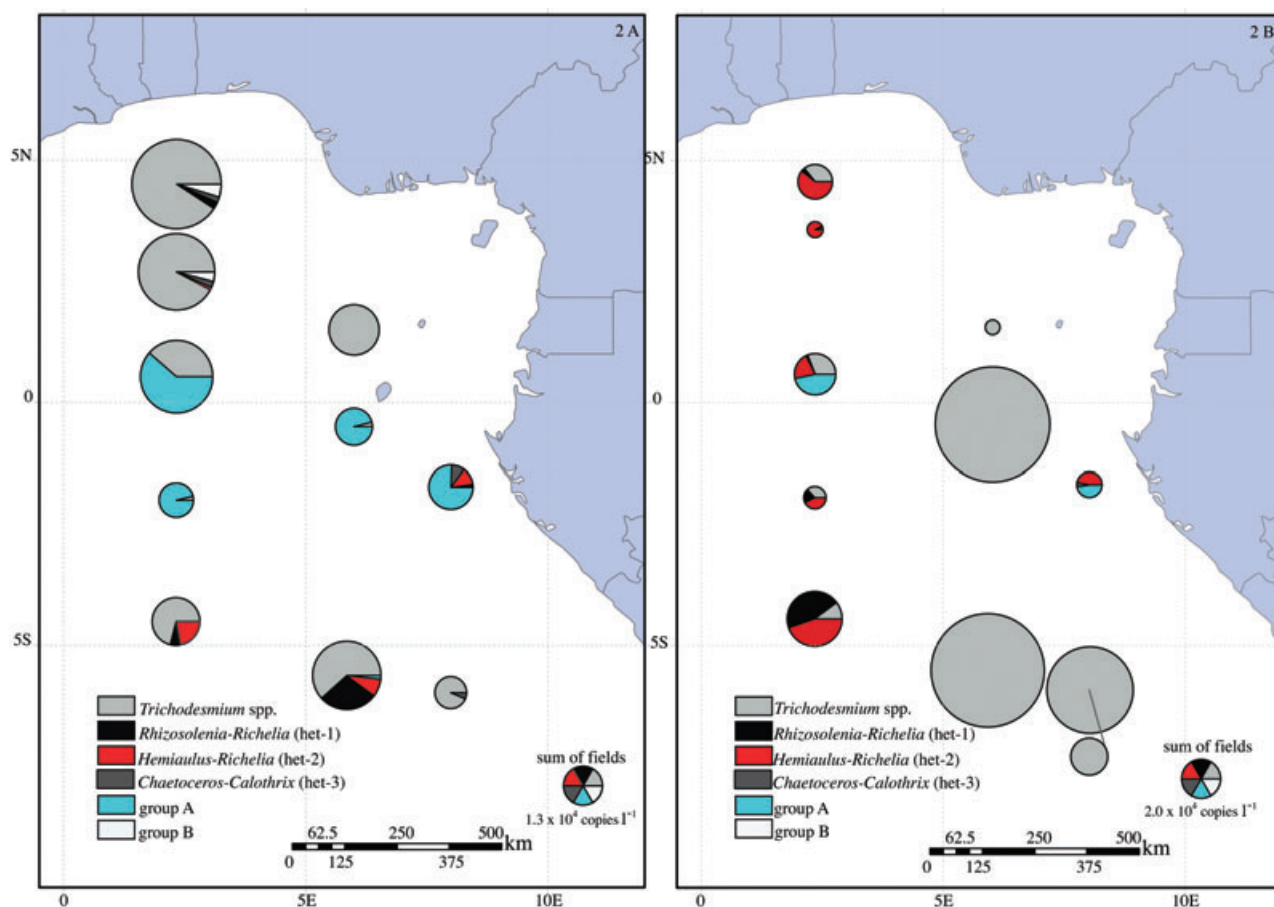 2 A
5N
0
5S
Trichodesmium spp.
Rhizosolenia-Richelia (het-1)
Hemiaulus-Richelia (het-2)
Chaetoceros-Calothrix (het-3)
group A
group B
sum of fields
1.3 x 10⁴ copies l⁻¹
62.5 250 500 km
0 125 375
0 5E 10E
2 B
5N
0
5S
Trichodesmium spp.
Rhizosolenia-Richelia (het-1)
Hemiaulus-Richelia (het-2)
Chaetoceros-Calothrix (het-3)
group A
group B
sum of fields
2.0 x 10⁴ copies l⁻¹
62.5 250 500 km
0 125 375
0 5E 10E